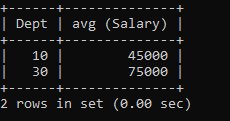 +------+--------------+
| Dept | avg (Salary) |
+------+--------------+
|   10 |        45000 |
|   30 |        75000 |
+------+--------------+
2 rows in set (0.00 sec)